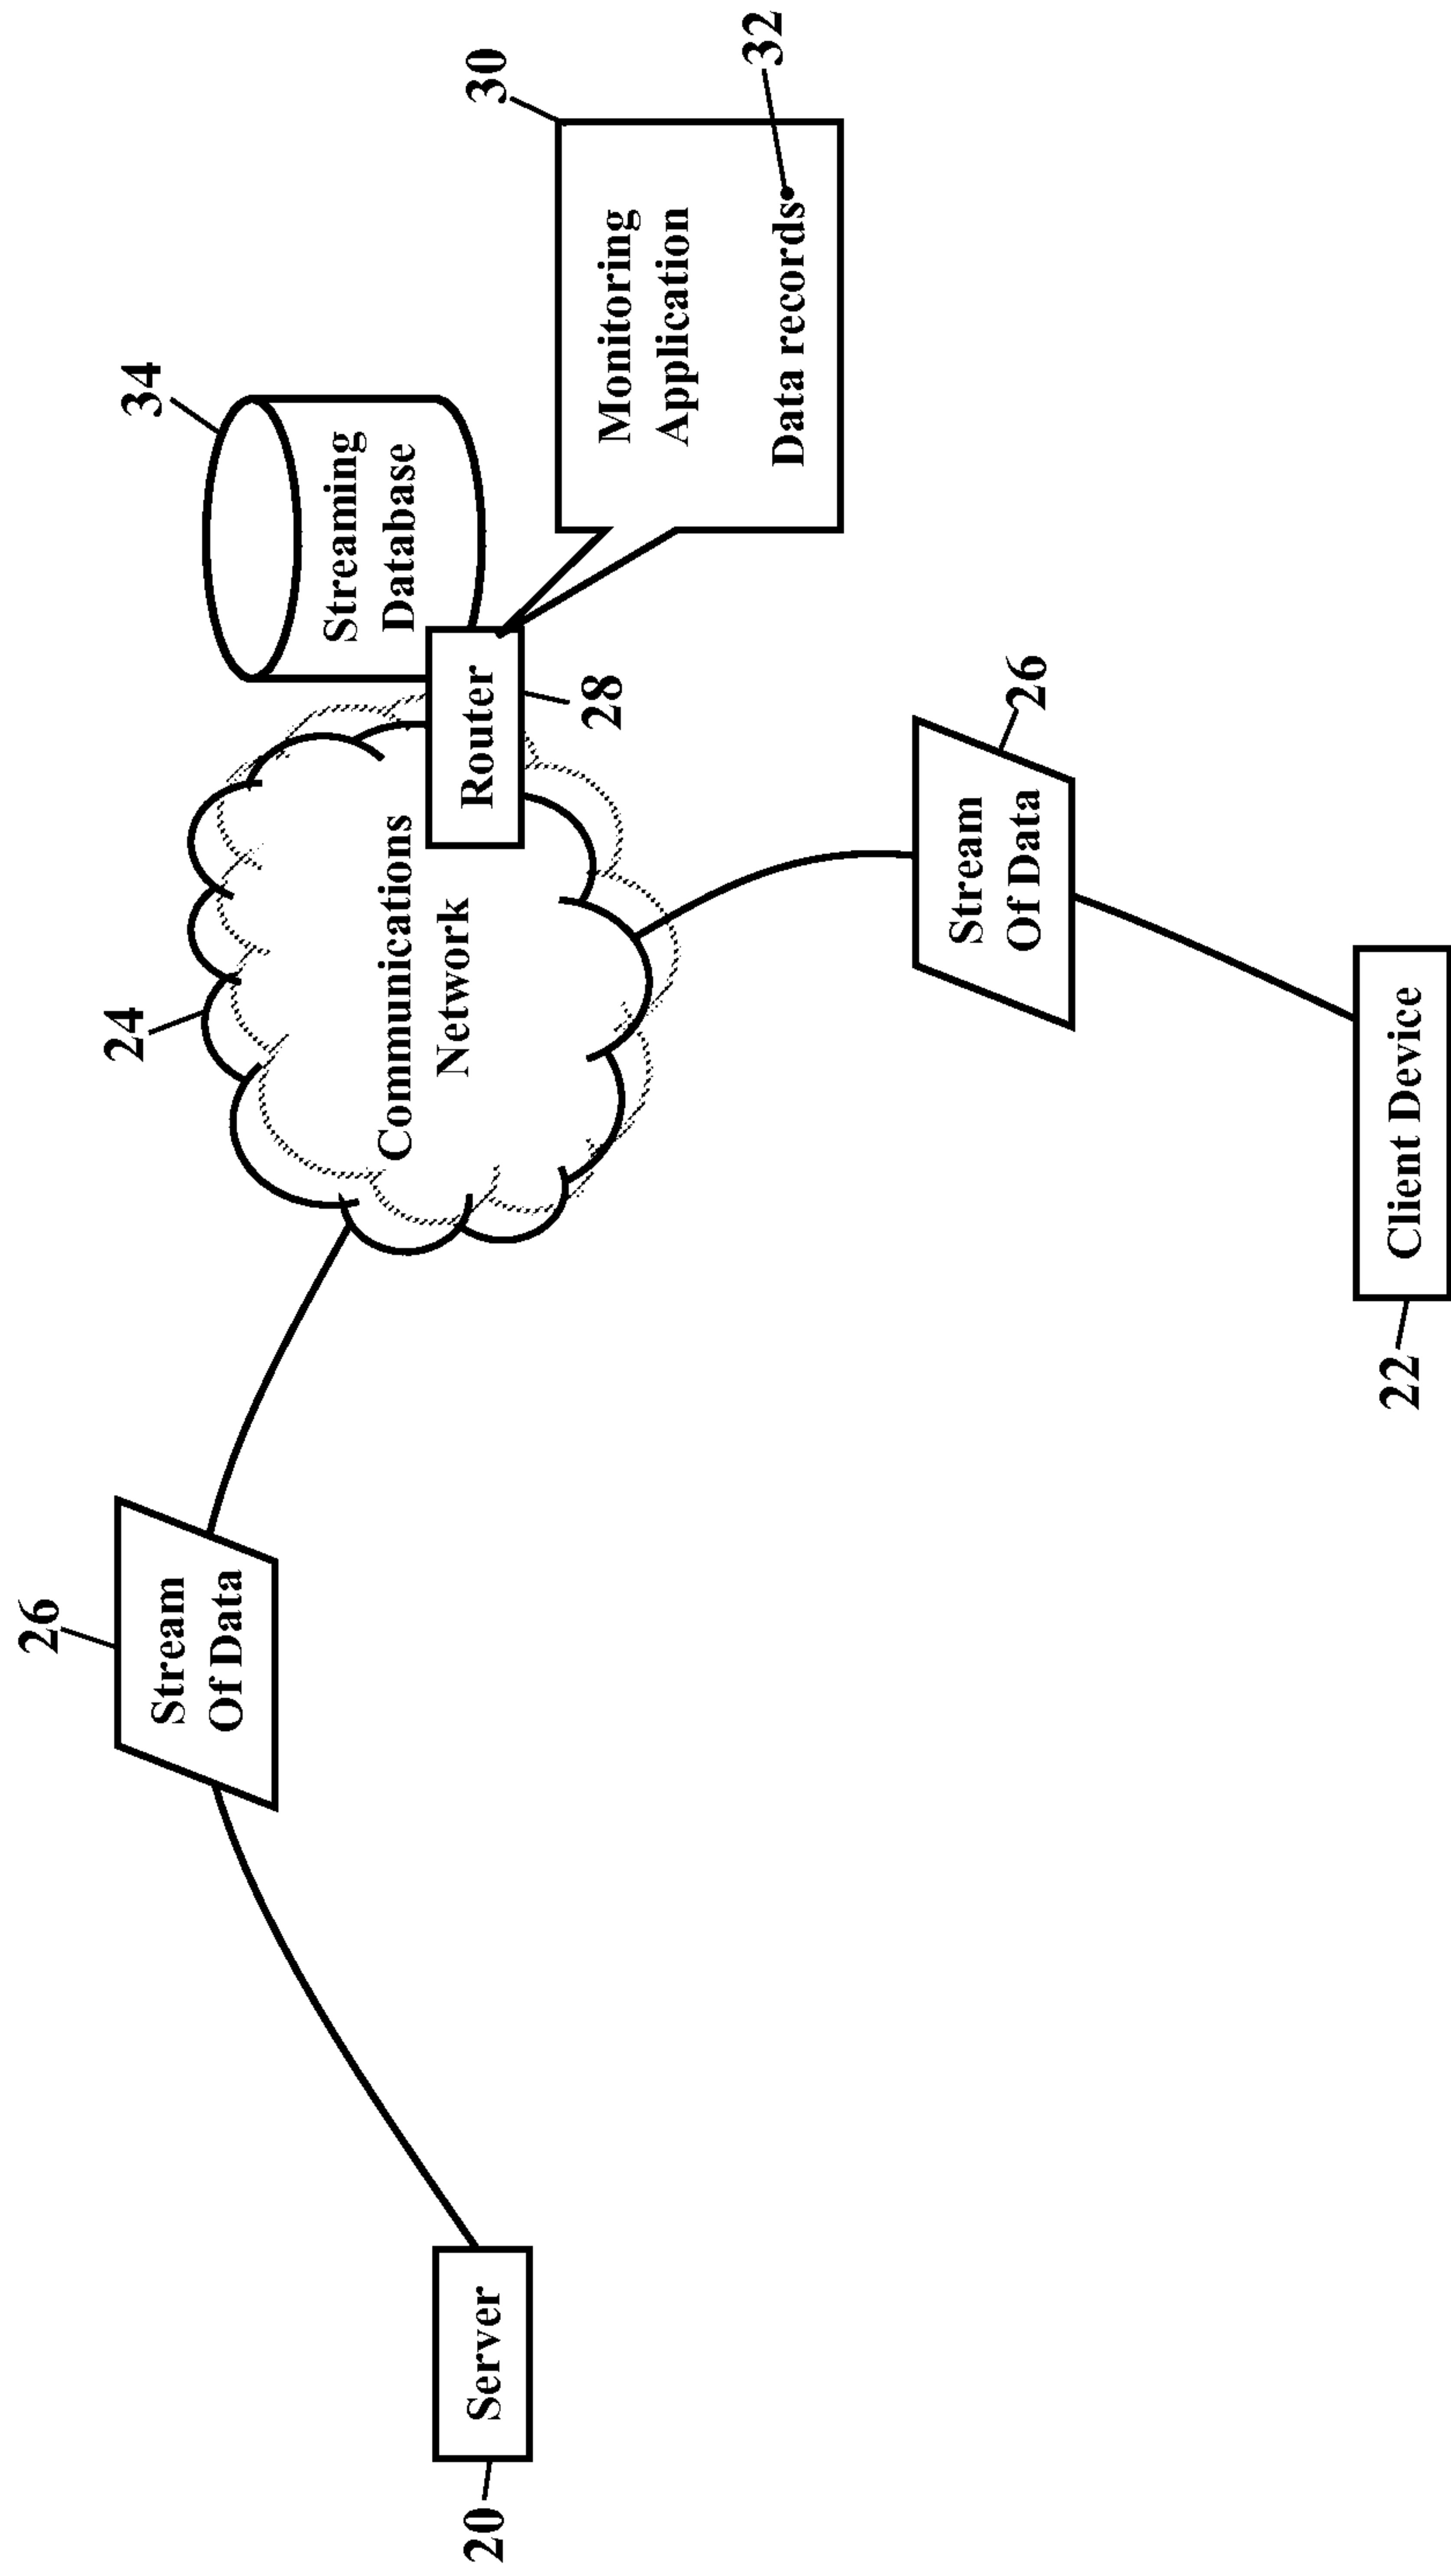 26
Stream
Of Data
24
34
Streaming
Database
Communications
Network
Router
28
30
Monitoring
Application
Data records
32
20
Server
Stream
Of Data
26
22
Client Device